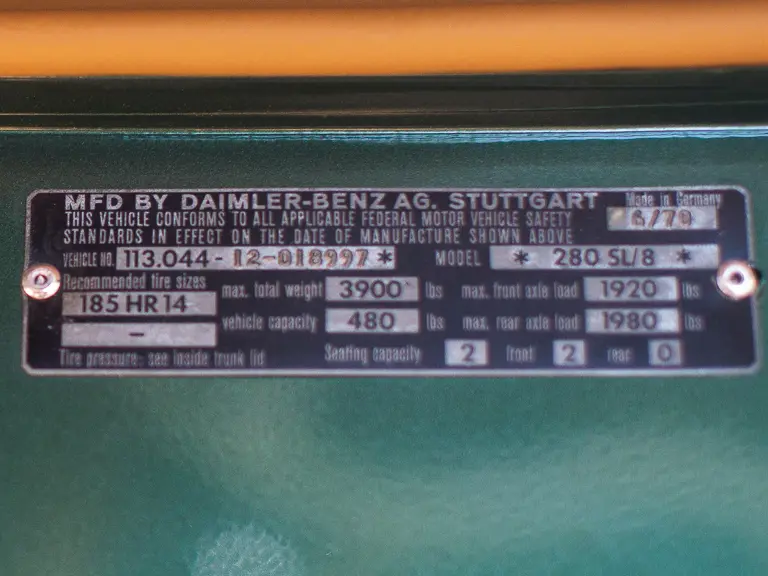 MFD BY DAIMLER-BENZ AG. STUTTGART Made in Germany
THIS VEHICLE CONFORMS TO ALL APPLICABLE FEDERAL MOTOR VEHICLE SAFETY 6/70
STANDARDS IN EFFECT ON THE DATE OF MANUFACTURE SHOWN ABOVE
VEHICLE NO. 113.044-12-018997* MODEL * 280 SL/8 *
Recommended tire sizes
185 HR 14 max. total weight 3900 lbs max. front axle load 1920 lbs
– vehicle capacity 480 lbs max. rear axle load 1980 lbs
Tire pressure: see inside trunk lid Seating capacity 2 front 2 rear 0